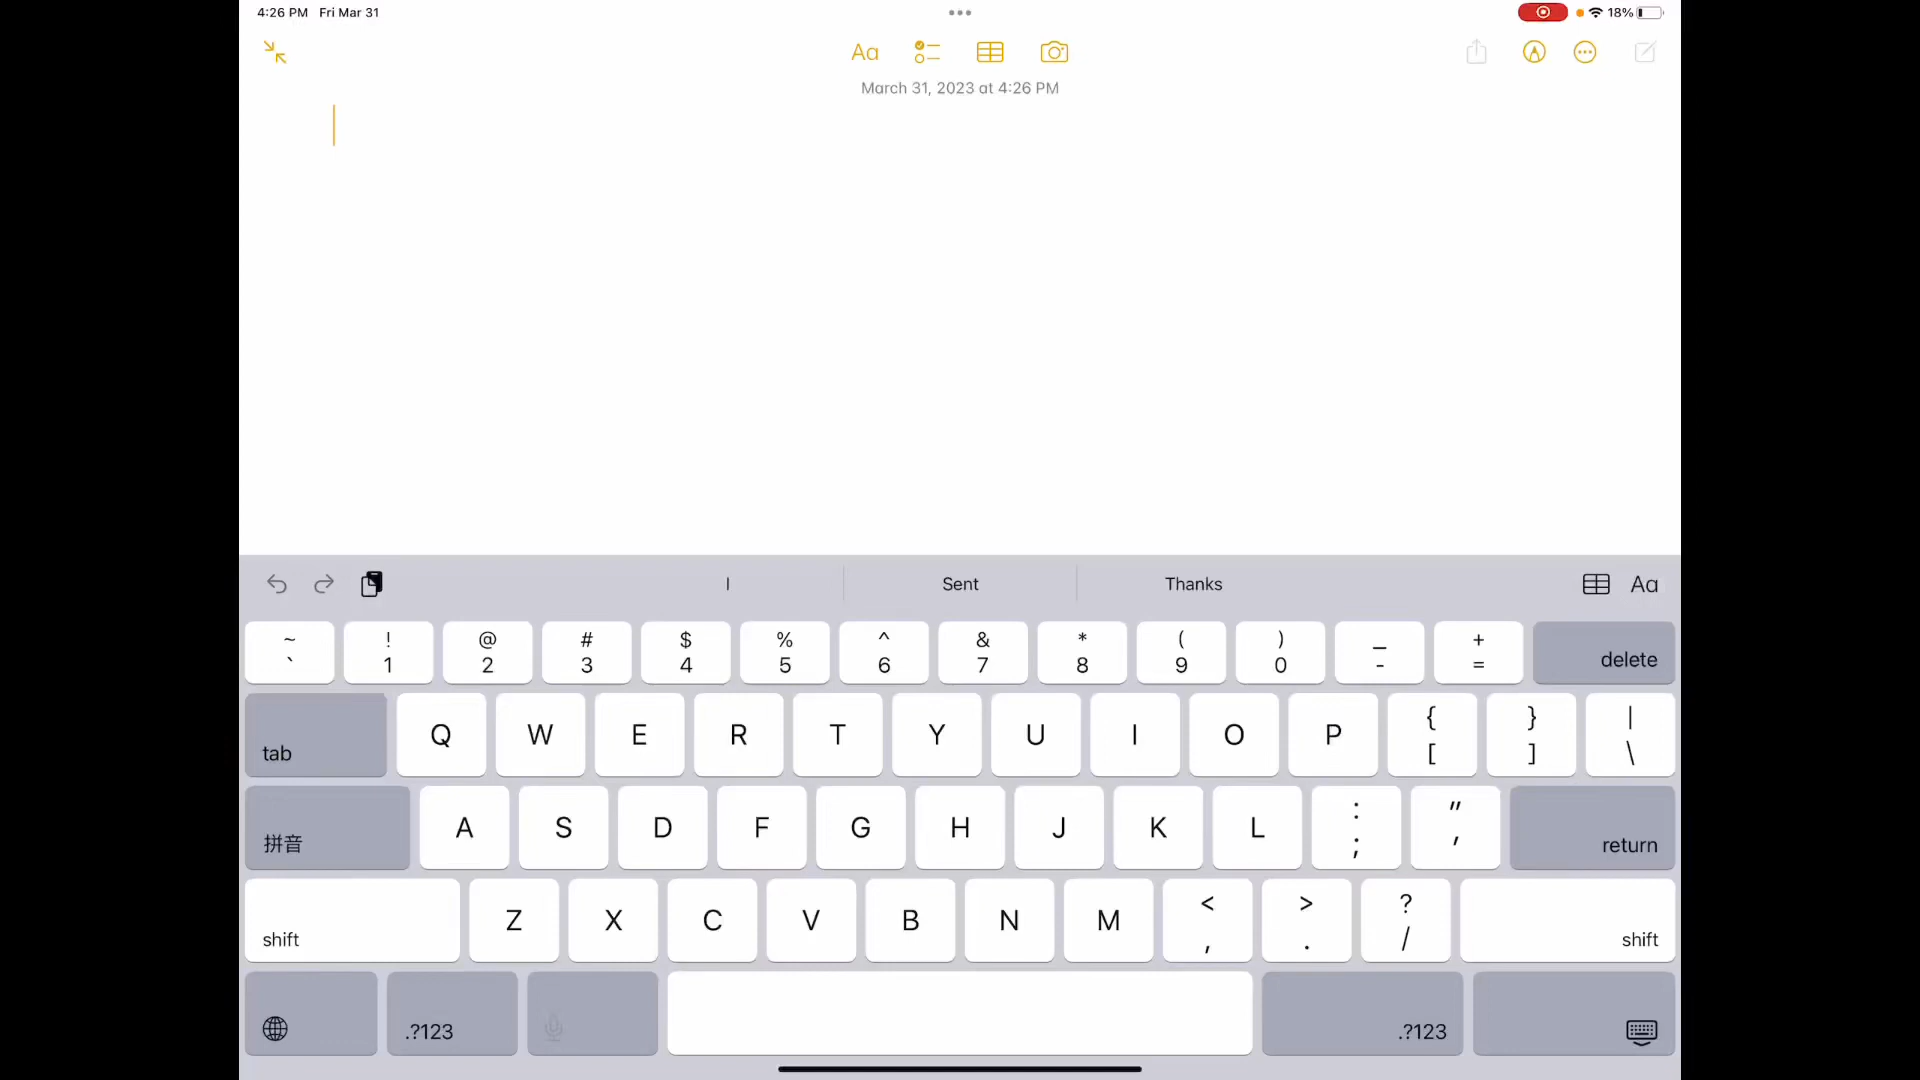 4:26 PM Fri Mar 31
18%
Aa
March 31, 2023 at 4:26 PM
I Sent Thanks Aa
~ ! @ # $ % ^ & * ( ) _ +
` 1 2 3 4 5 6 7 8 9 0 - = delete
tab Q W E R T Y U I O P { [ } ] | \
拼音 A S D F G H J K L : ; " ' return
shift Z X C V B N M < , > . ? / shift
.?123 .?123